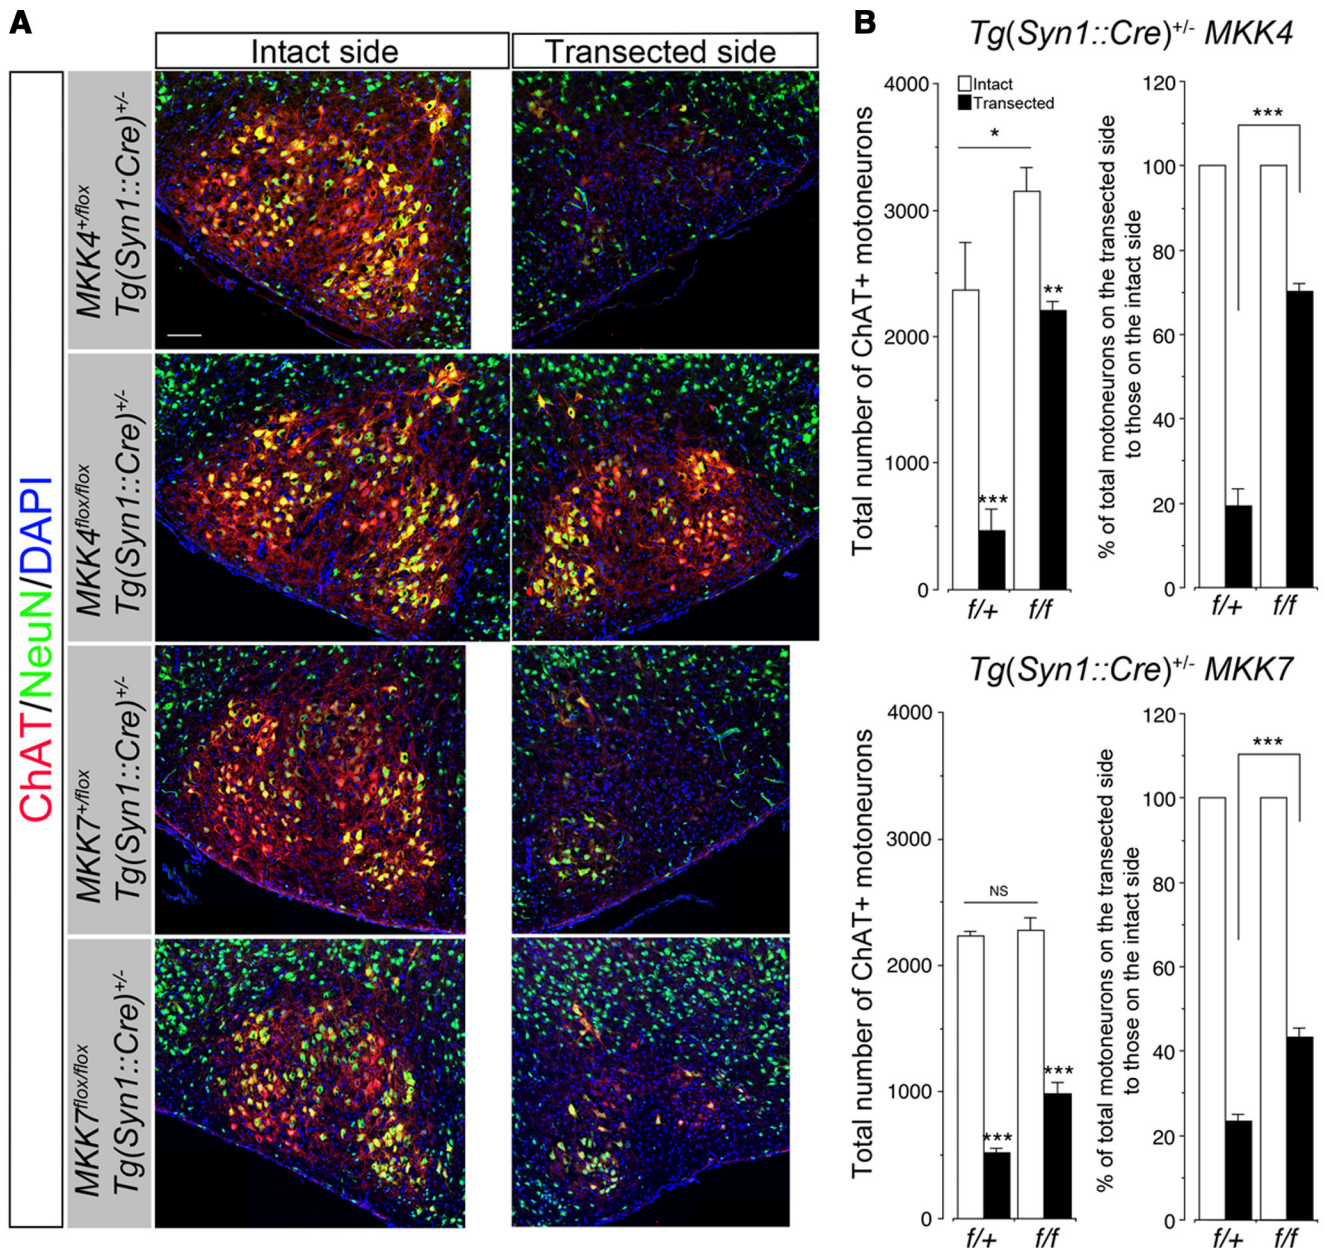 A
Intact side
Transected side
ChAT/NeuN/DAPI
MKK4+/flox
Tg(Syn1::Cre)+/-
MKK4flox/flox
Tg(Syn1::Cre)+/-
MKK7+/flox
Tg(Syn1::Cre)+/-
MKK7flox/flox
Tg(Syn1::Cre)+/-
B
Tg(Syn1::Cre)+/- MKK4
Total number of ChAT+ motoneurons
4000
3000
2000
1000
0
Intact
Transected
*
***
**
f/+
f/f
% of total motoneurons on the transected side
to those on the intact side
120
100
80
60
40
20
0
***
f/+
f/f
Tg(Syn1::Cre)+/- MKK7
Total number of ChAT+ motoneurons
4000
3000
2000
1000
0
NS
***
***
f/+
f/f
% of total motoneurons on the transected side
to those on the intact side
120
100
80
60
40
20
0
***
f/+
f/f